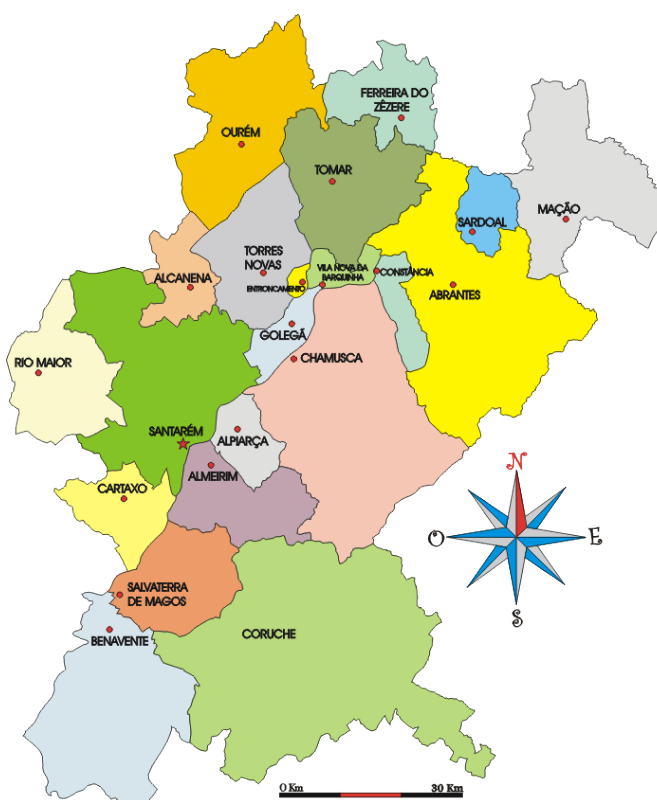 FERREIRA DO
ZÊZERE
OURÉM
TOMAR
MAÇÃO
SARDOAL
TORRES
NOVAS
ALCANENA
VILA NOVA DA
BARQUINHA
CONSTÂNCIA
ENTRONCAMENTO
ABRANTES
GOLEGÃ
RIO MAIOR
CHAMUSCA
SANTARÉM
ALPIARÇA
ALMEIRIM
CARTAXO
N
O
E
S
SALVATERRA
DE MAGOS
BENAVENTE
CORUCHE
0 Km
30 Km